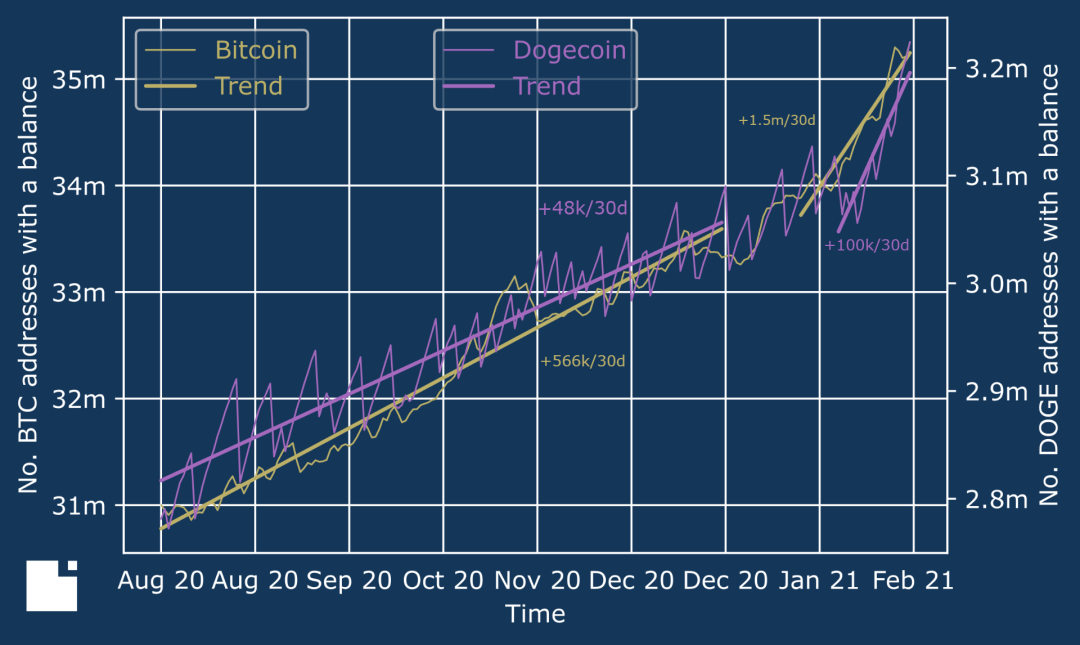 Bitcoin
Trend
Dogecoin
Trend
No. BTC addresses with a balance
35m
34m
33m
32m
31m
3.2m
3.1m
3.0m
2.9m
2.8m
No. DOGE addresses with a balance
+1.5m/30d
+48k/30d
+100k/30d
+566k/30d
Aug 20 Aug 20 Sep 20 Oct 20 Nov 20 Dec 20 Dec 20 Jan 21 Feb 21
Time